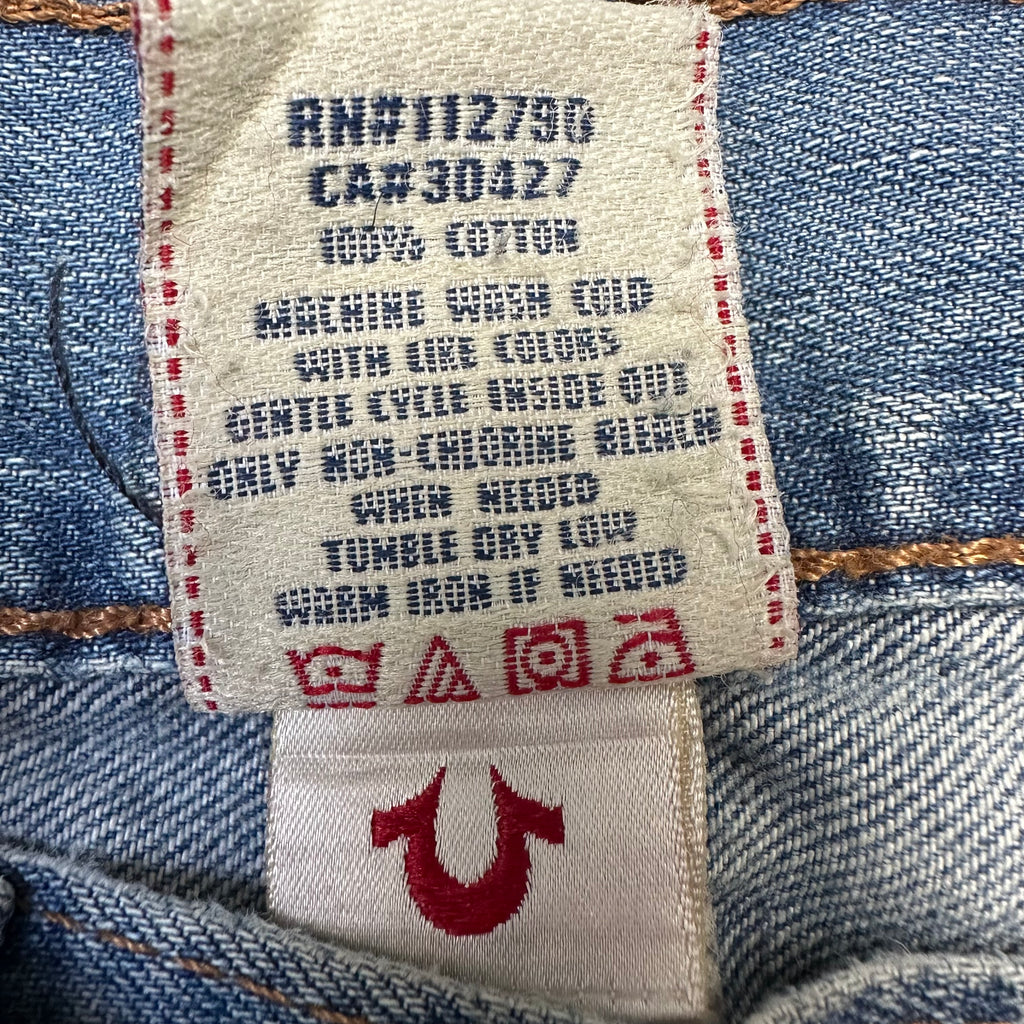 RN#112790
CA#30427
100% COTTON
MACHINE WASH COLD
WITH LIKE COLORS
GENTLE CYCLE INSIDE OUT
ONLY NON-CHLORINE BLEACH
WHEN NEEDED
TUMBLE DRY LOW
WARM IRON IF NEEDED